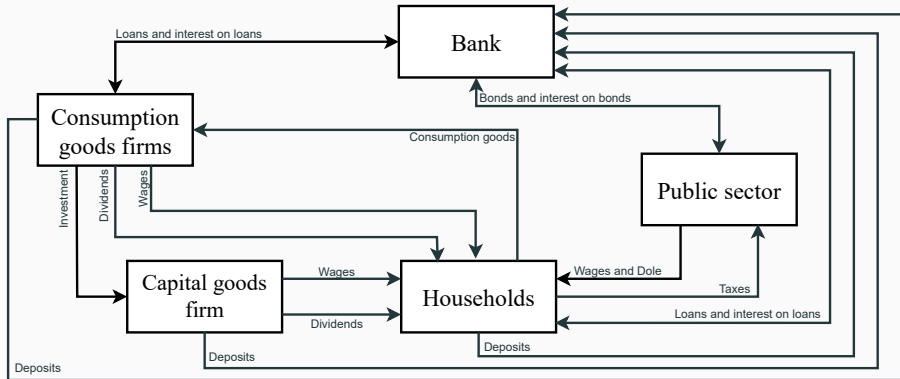 Loans and interest on loans
Bank
Bonds and interest on bonds
Consumption
goods firms
Consumption goods
Public sector
Investment
Dividends
Wages
Capital goods
firm
Wages
Dividends
Households
Wages and Dole
Taxes
Loans and interest on loans
Deposits
Deposits
Deposits